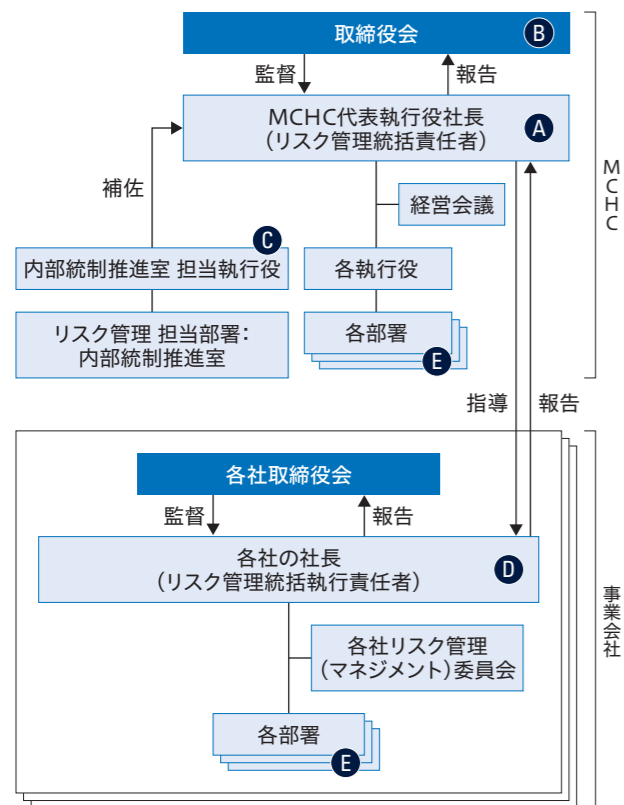 取締役会 B
監督 報告
MCHC代表執行役社長
(リスク管理統括責任者) A
補佐
経営会議
C
内部統制推進室 担当執行役 各執行役
リスク管理 担当部署:
内部統制推進室
各部署
E
MCHC
指導 報告
各社取締役会
監督 報告
各社の社長
(リスク管理統括執行責任者) D
各社リスク管理
(マネジメント)委員会
各部署
E
事業会社